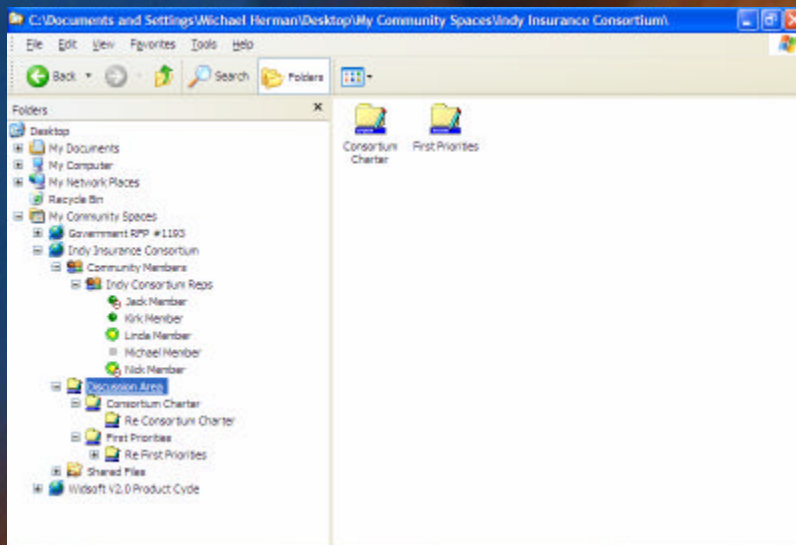 C:\Documents and Settings\Michael Herman\Desktop\My Community Spaces\Indy Insurance Consortium\
File Edit View Favorites Tools Help
Back Search Folders
Folders
Desktop
My Documents
My Computer
My Network Places
Recycle Bin
My Community Spaces
Government RFP #1193
Indy Insurance Consortium
Community Members
Indy Consortium Reps
Jack Member
Kirk Member
Linda Member
Michael Member
Nick Member
Discussion Area
Consortium Charter
Re Consortium Charter
First Priorities
Re First Priorities
Shared Files
Widsoft V2.0 Product Cycle
Consortium
Charter
First Priorities